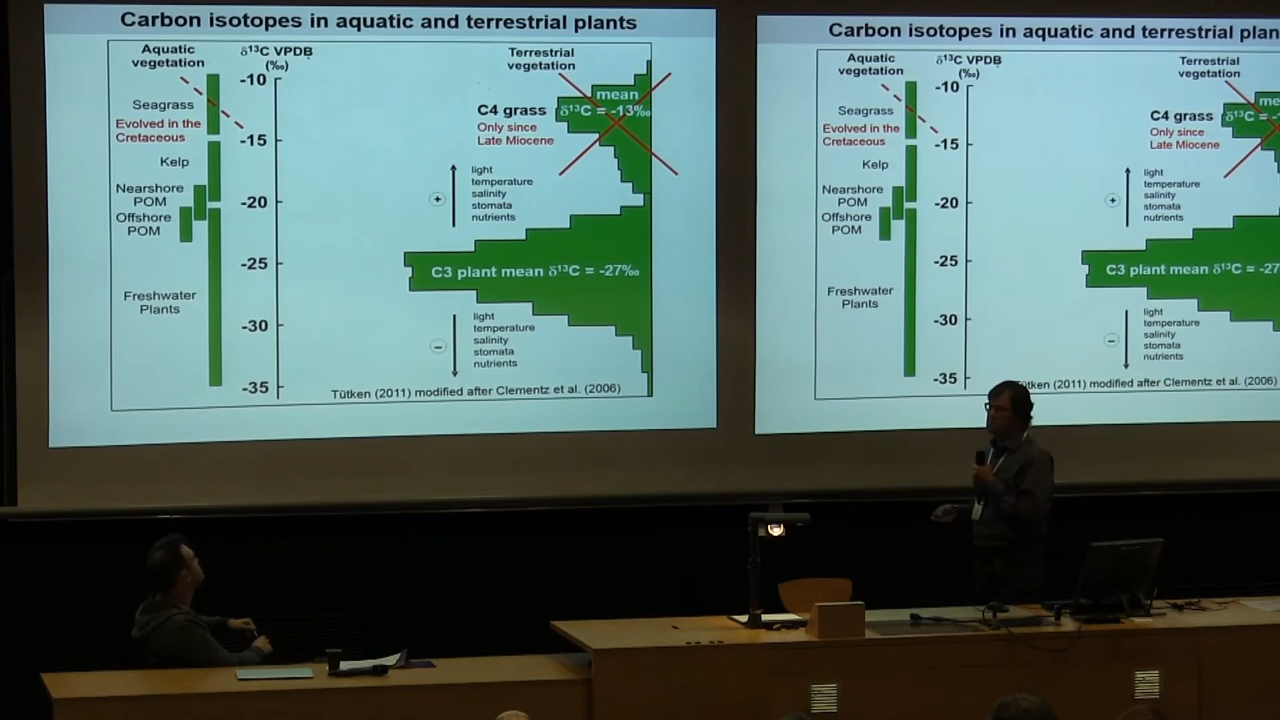 Carbon isotopes in aquatic and terrestrial plants
Aquatic
vegetation
δ¹³C VPDB
(‰)
Terrestrial
vegetation
-10
Seagrass
Evolved in the
Cretaceous
C4 grass
mean
δ¹³C = -13‰
Only since
Late Miocene
-15
Kelp
Nearshore
POM
Offshore
POM
-20
+
light
temperature
salinity
stomata
nutrients
-25
C3 plant mean δ¹³C = -27‰
Freshwater
Plants
-30
−
light
temperature
salinity
stomata
nutrients
-35
Tütken (2011) modified after Clementz et al. (2006)
Carbon isotopes in aquatic and terrestrial plan
Aquatic
vegetation
δ¹³C VPDB
(‰)
Terrestrial
vegetation
-10
Seagrass
Evolved in the
Cretaceous
C4 grass
me
δ¹³C = -
Only since
Late Miocene
-15
Kelp
Nearshore
POM
Offshore
POM
-20
+
light
temperature
salinity
stomata
nutrients
-25
C3 plant mean δ¹³C = -27
Freshwater
Plants
-30
−
light
temperature
salinity
stomata
nutrients
-35
ütken (2011) modified after Clementz et al. (2006)